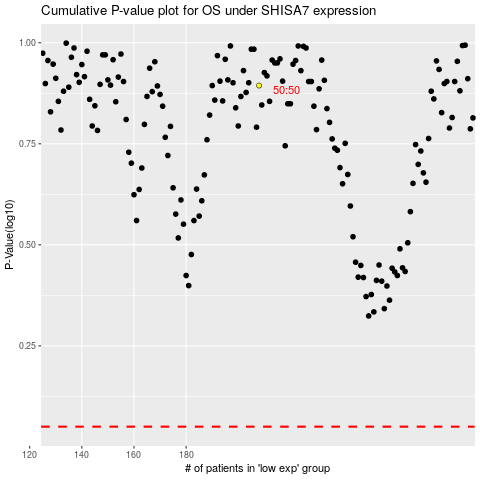 Cumulative P-value plot for OS under SHISA7 expression
1.00
50:50
0.75
P-Value(log10)
0.50
0.25
120 140 160 180
# of patients in 'low exp' group